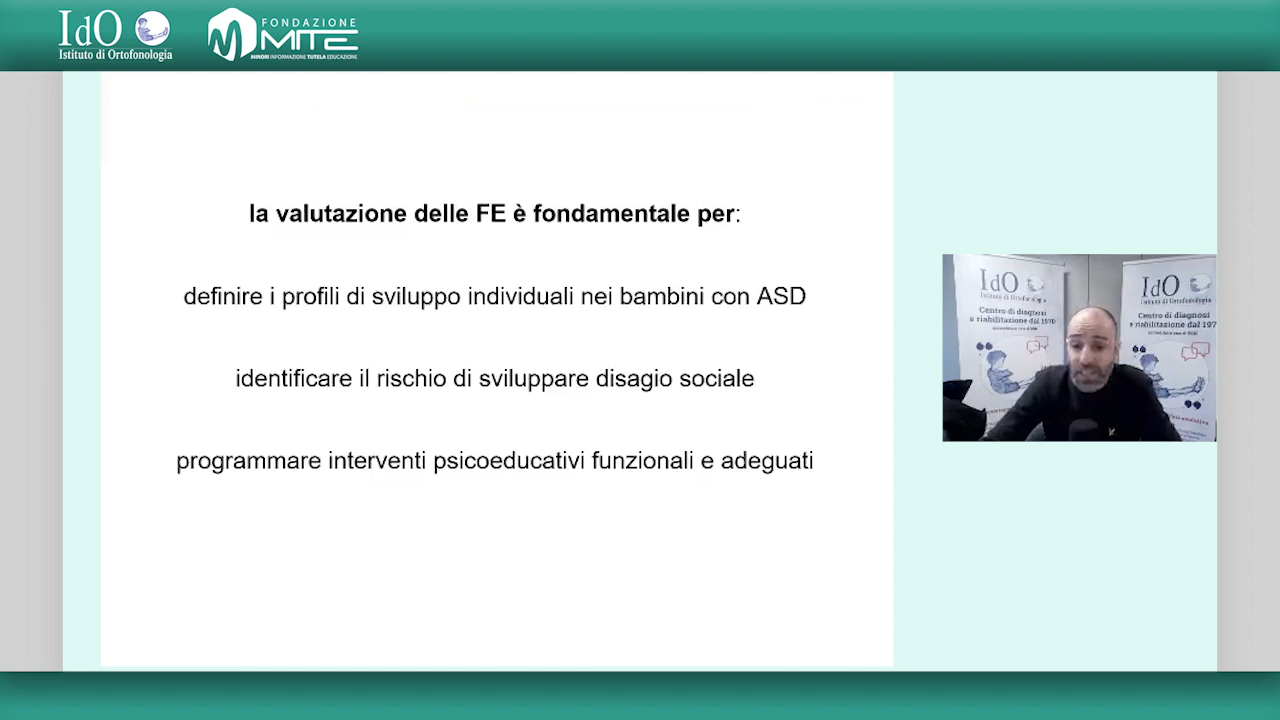 IdO
Istituto di Ortofonologia
FONDAZIONE
MITE
MINORI INFORMAZIONE TUTELA EDUCAZIONE
la valutazione delle FE è fondamentale per:
definire i profili di sviluppo individuali nei bambini con ASD
identificare il rischio di sviluppare disagio sociale
programmare interventi psicoeducativi funzionali e adeguati
IdO
Istituto di Ortofonologia
Centro di diagnosi
e riabilitazione dal 1970
IdO
Istituto di Ortofonologia
Centro di diagnosi
e riabilitazione dal 197